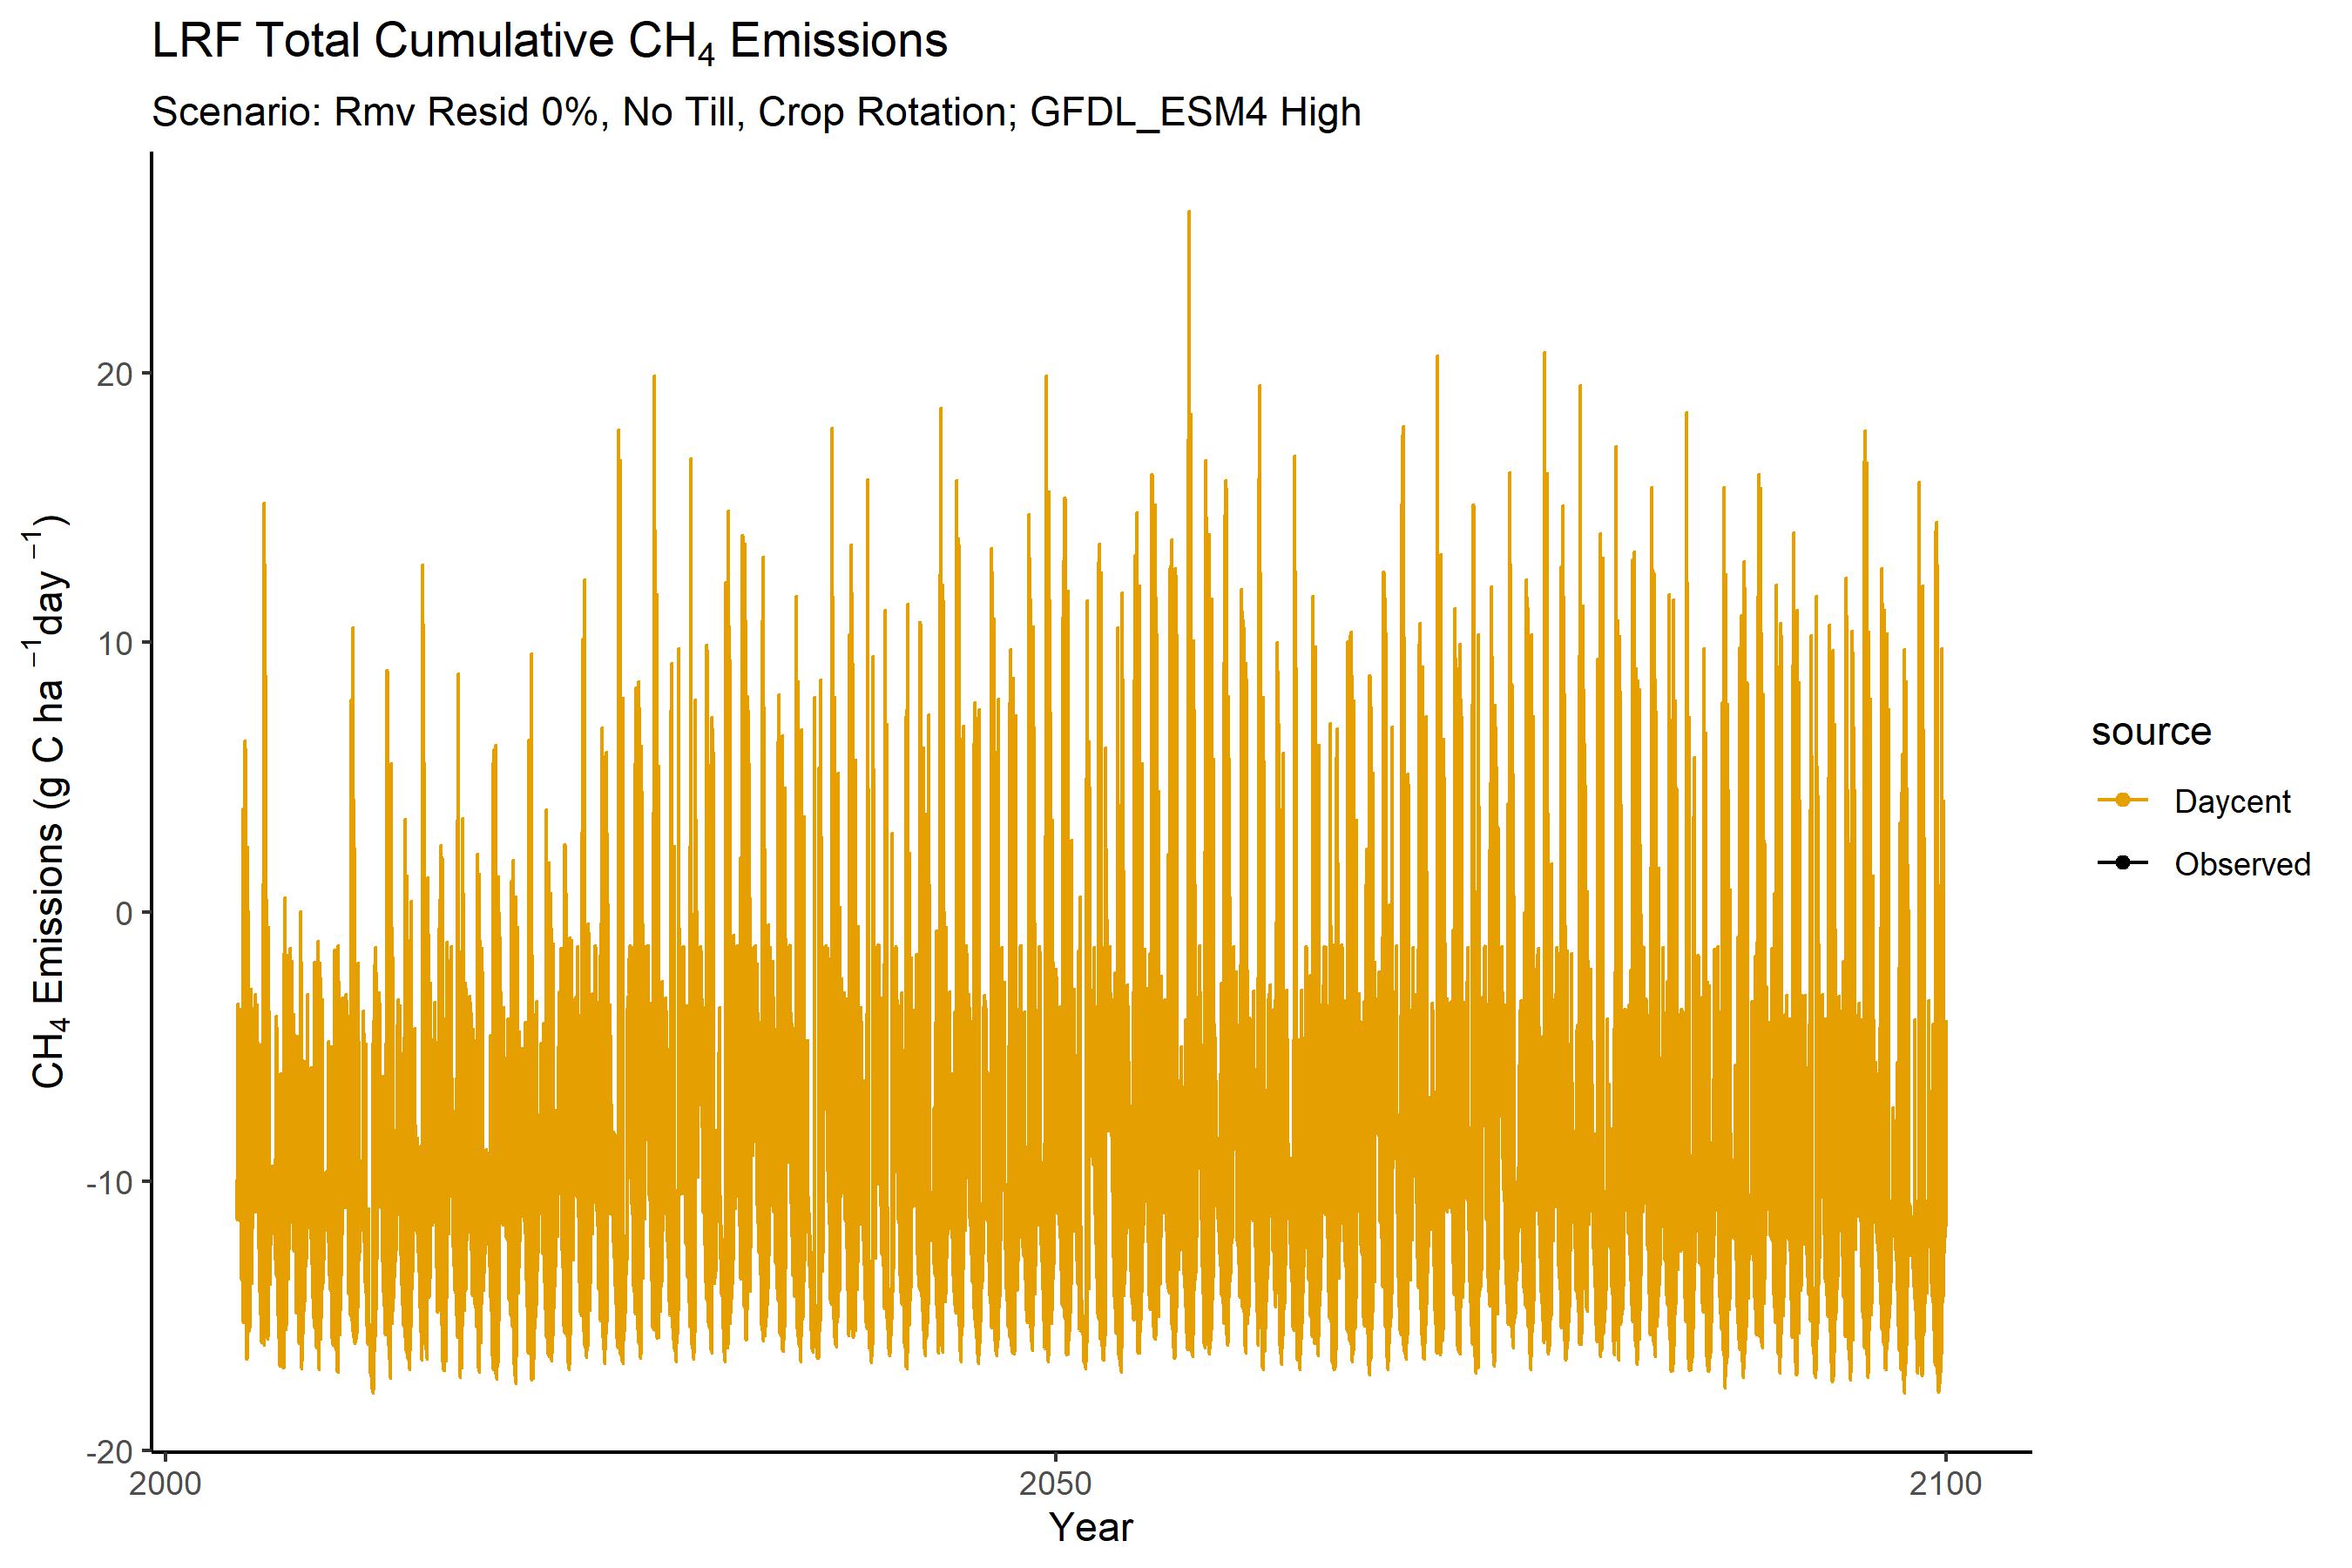 LRF Total Cumulative CH₄ Emissions
Scenario: Rmv Resid 0%, No Till, Crop Rotation; GFDL_ESM4 High
CH₄ Emissions (g C ha ⁻¹day ⁻¹)
20
10
0
-10
-20
2000
2050
2100
Year
source
Daycent
Observed